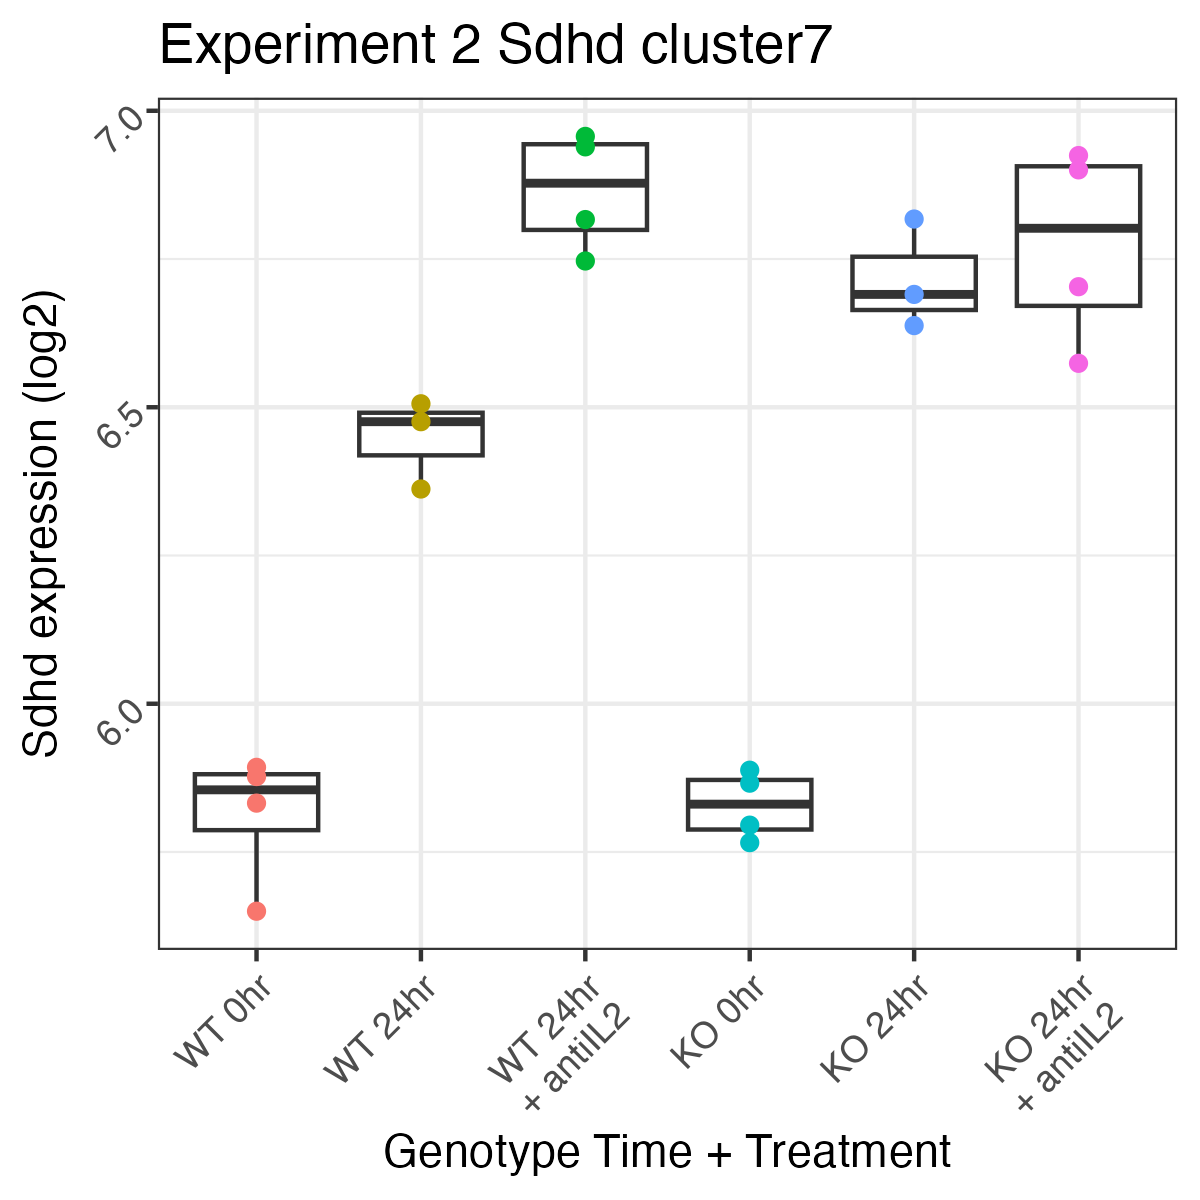 Experiment 2 Sdhd cluster7
Sdhd expression (log2)
7.0
6.5
6.0
WT 0hr
WT 24hr
WT 24hr
+ antiIL2
KO 0hr
KO 24hr
KO 24hr
+ antiIL2
Genotype Time + Treatment